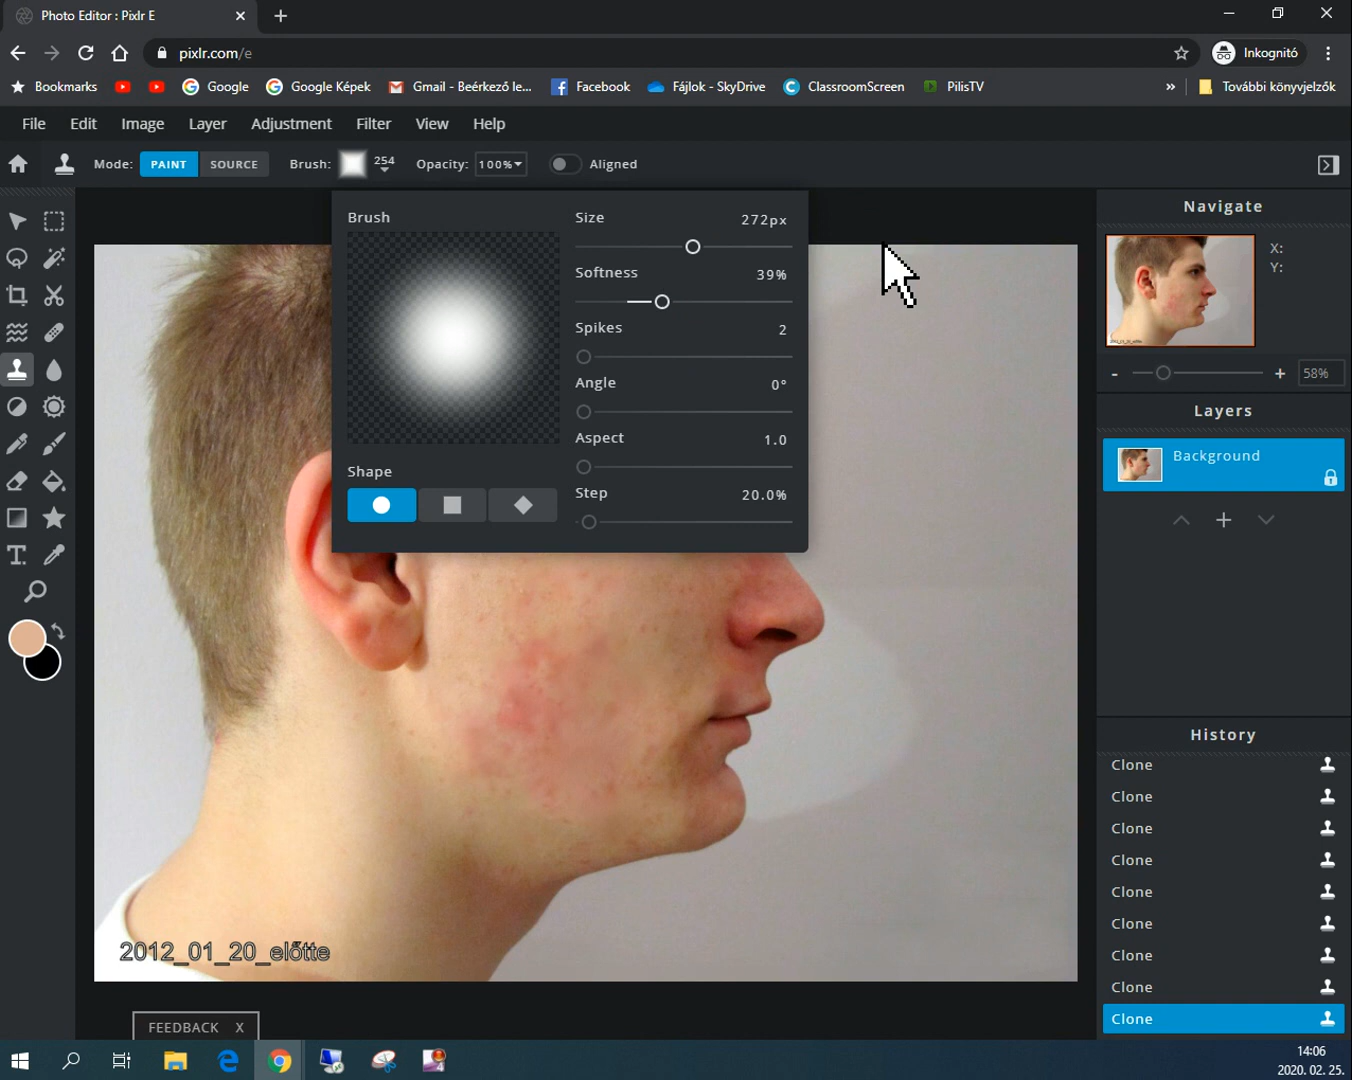 Photo Editor : Pixlr E
pixlr.com/e
Inkognitó
Bookmarks
Google
Google Képek
Gmail - Beérkező le...
Facebook
Fájlok - SkyDrive
ClassroomScreen
PilisTV
»
További könyvjelzők
File Edit Image Layer Adjustment Filter View Help
Mode: PAINT SOURCE Brush: 254 Opacity: 100% Aligned
Brush
Size 272px
Softness 39%
Spikes 2
Angle 0°
Aspect 1.0
Shape
Step 20.0%
Navigate
X:
Y:
- + 58%
Layers
Background
History
Clone
Clone
Clone
Clone
Clone
Clone
Clone
Clone
Clone
T.
2012_01_20_előtte
FEEDBACK X
14:06
2020. 02. 25.